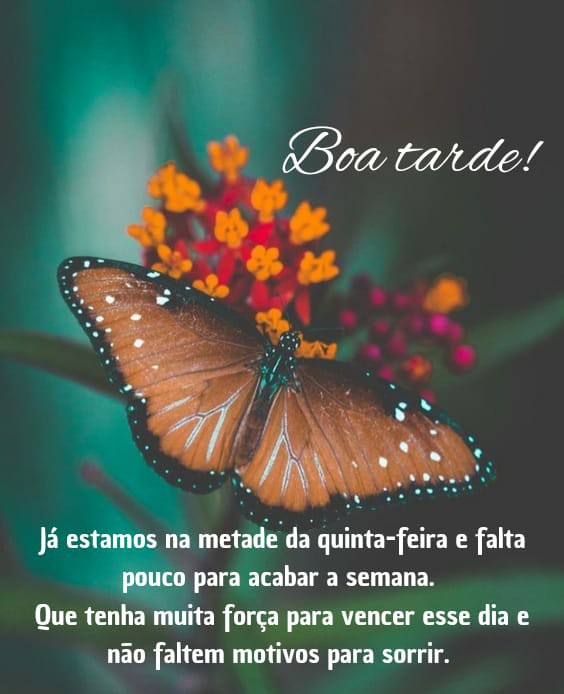 Boa tarde!
Já estamos na metade da quinta-feira e falta
pouco para acabar a semana.
Que tenha muita força para vencer esse dia e
não faltem motivos para sorrir.